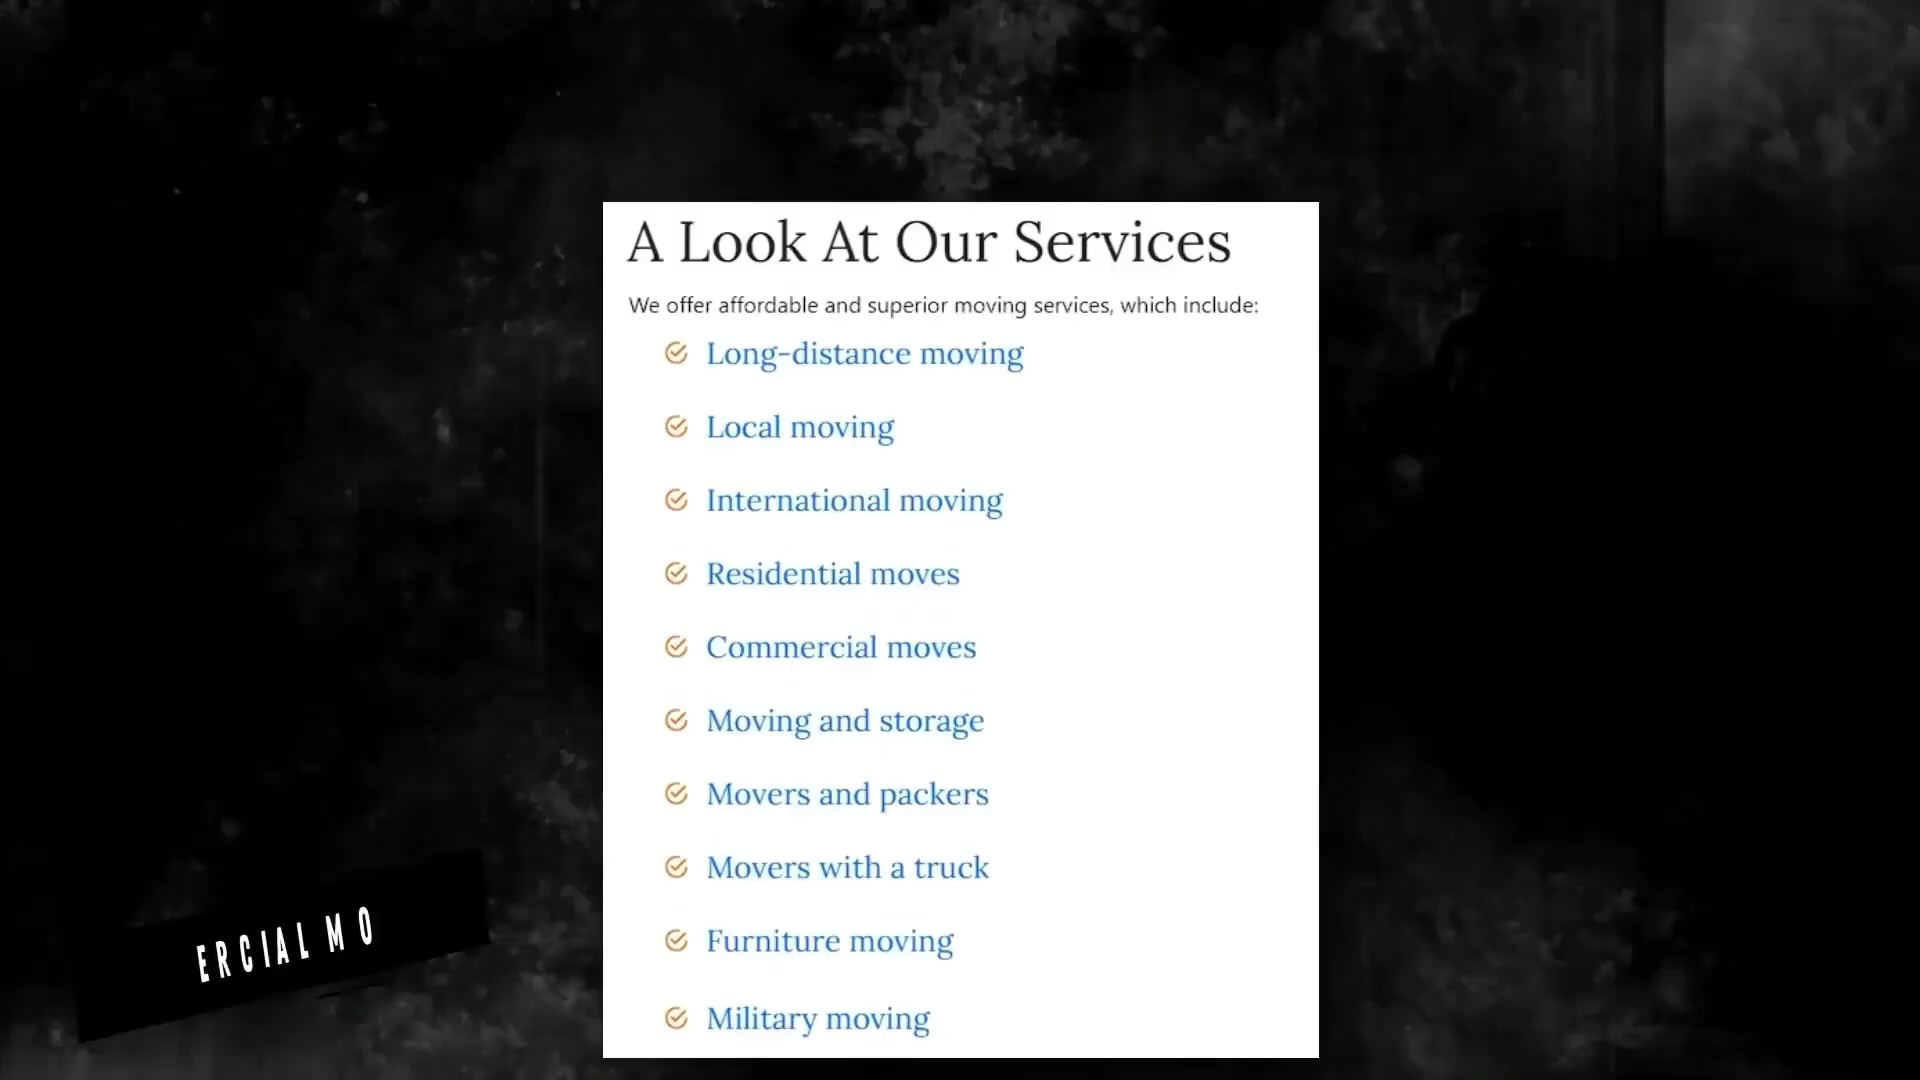 A Look At Our Services
We offer affordable and superior moving services, which include:
Long-distance moving
Local moving
International moving
Residential moves
Commercial moves
Moving and storage
Movers and packers
Movers with a truck
Furniture moving
Military moving
ERCIAL MO